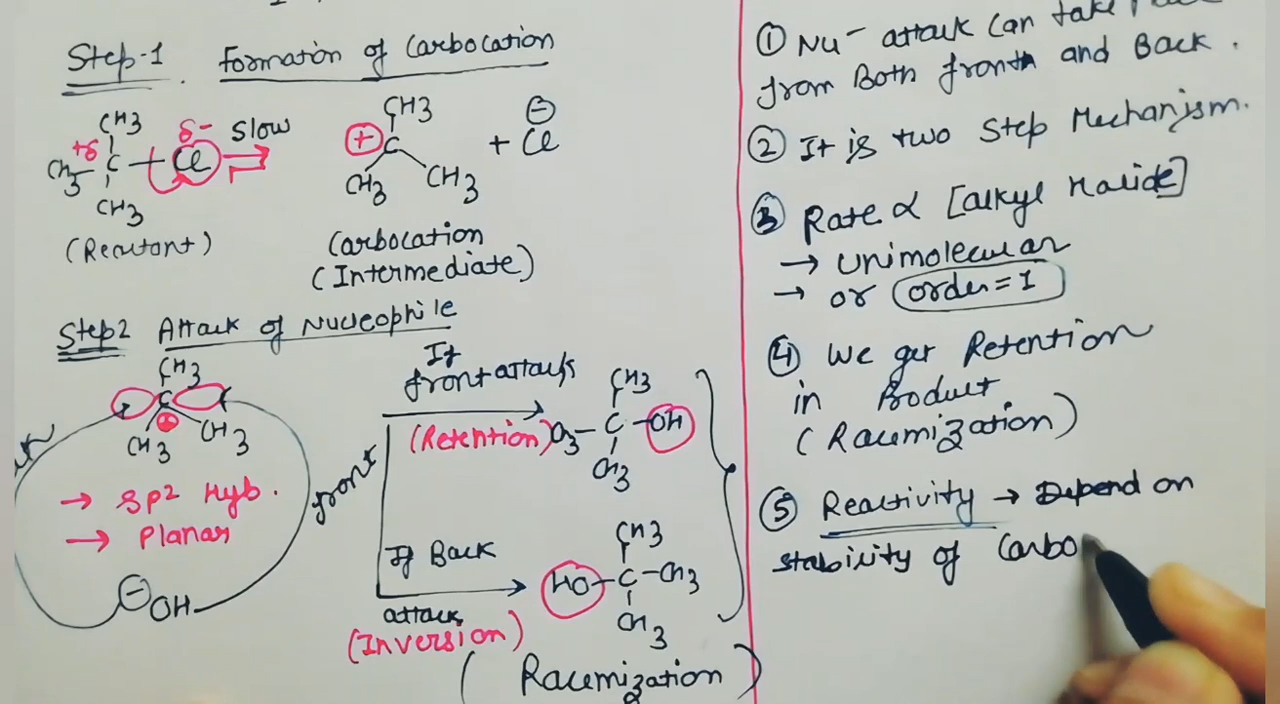 Step-1 Formation of Carbocation
CH3
+δ δ- Slow
CH3 - C - Cl
CH3
(Reactant)
CH3
+ C + Cl ⊖
CH3 CH3
Carbocation
(Intermediate)
Step2 Attack of Nucleophile
CH3
C
⊕
CH3 CH3
→ SP2 Hyb.
→ Planar
⊖OH
front
If
front attack
(Retention)
CH3
C - OH
CH3
If Back
attack
(Inversion)
CH3
HO - C - CH3
CH3
( Racemization )
① Nu- attack Can take
from Both front and Back .
② It is two Step Mechanism.
③ Rate ∝ [alkyl Halide]
→ Unimolecular
→ or order = 1
④ We get Retention
in Product
(Racemization)
⑤ Reactivity → Depend on
stability of Carbo